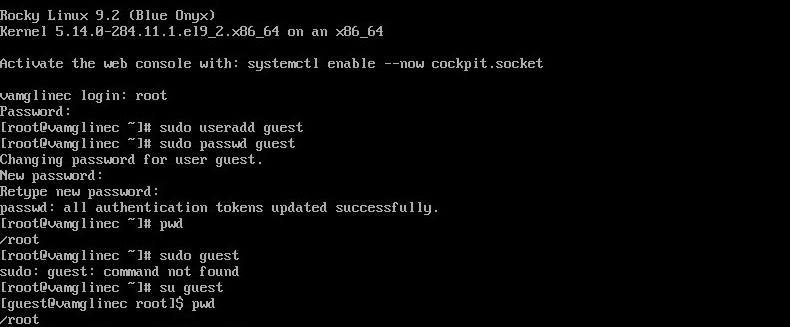 Rocky Linux 9.2 (Blue Onyx)
Kernel 5.14.0-284.11.1.el9_2.x86_64 on an x86_64
Activate the web console with: systemctl enable --now cockpit.socket
vamglinec login: root
Password:
[root@vamglinec ~]# sudo useradd guest
[root@vamglinec ~]# sudo passwd guest
Changing password for user guest.
New password:
Retype new password:
passwd: all authentication tokens updated successfully.
[root@vamglinec ~]# pwd
/root
[root@vamglinec ~]# sudo guest
sudo: guest: command not found
[root@vamglinec ~]# su guest
[guest@vamglinec root]$ pwd
/root